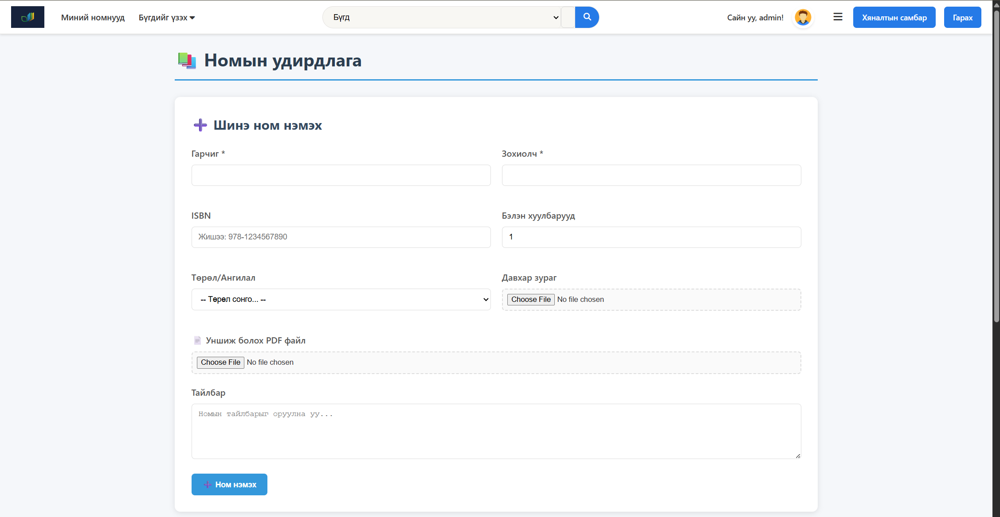 Миний номнууд Бүгдийг үзэх Бүгд Сайн уу, admin! Хяналтын самбар Гарах
Номын удирдлага
Шинэ ном нэмэх
Гарчиг * Зохиолч *
ISBN Бэлэн хуулбарууд
Жишээ: 978-1234567890 1
Төрөл/Ангилал Давхар зураг
-- Төрөл сонго... -- Choose File No file chosen
Уншиж болох PDF файл
Choose File No file chosen
Тайлбар
Номын тайлбарыг оруулна уу...
Ном нэмэх